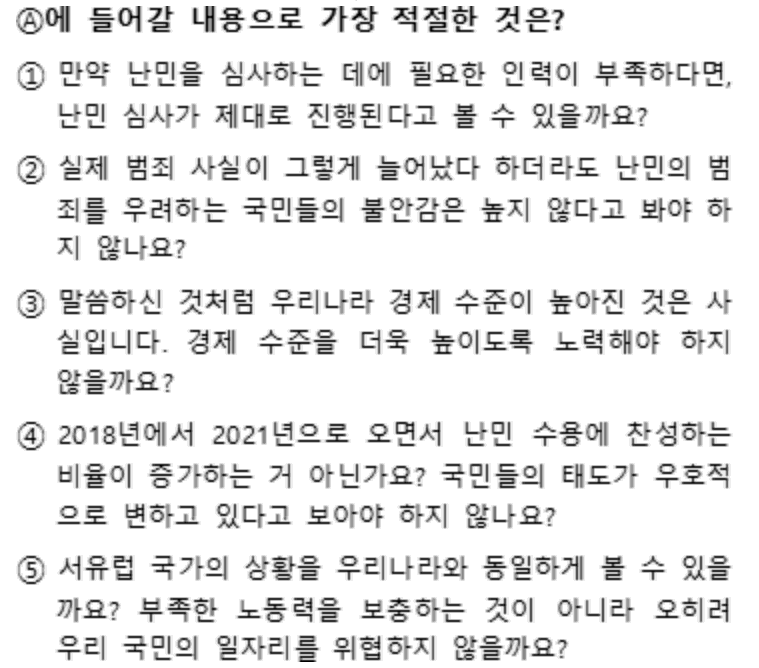 Ⓐ에 들어갈 내용으로 가장 적절한 것은?
① 만약 난민을 심사하는 데에 필요한 인력이 부족하다면,
난민 심사가 제대로 진행된다고 볼 수 있을까요?
② 실제 범죄 사실이 그렇게 늘어났다 하더라도 난민의 범
죄를 우려하는 국민들의 불안감은 높지 않다고 봐야 하
지 않나요?
③ 말씀하신 것처럼 우리나라 경제 수준이 높아진 것은 사
실입니다. 경제 수준을 더욱 높이도록 노력해야 하지
않을까요?
④ 2018년에서 2021년으로 오면서 난민 수용에 찬성하는
비율이 증가하는 거 아닌가요? 국민들의 태도가 우호적
으로 변하고 있다고 보아야 하지 않나요?
⑤ 서유럽 국가의 상황을 우리나라와 동일하게 볼 수 있을
까요? 부족한 노동력을 보충하는 것이 아니라 오히려
우리 국민의 일자리를 위협하지 않을까요?